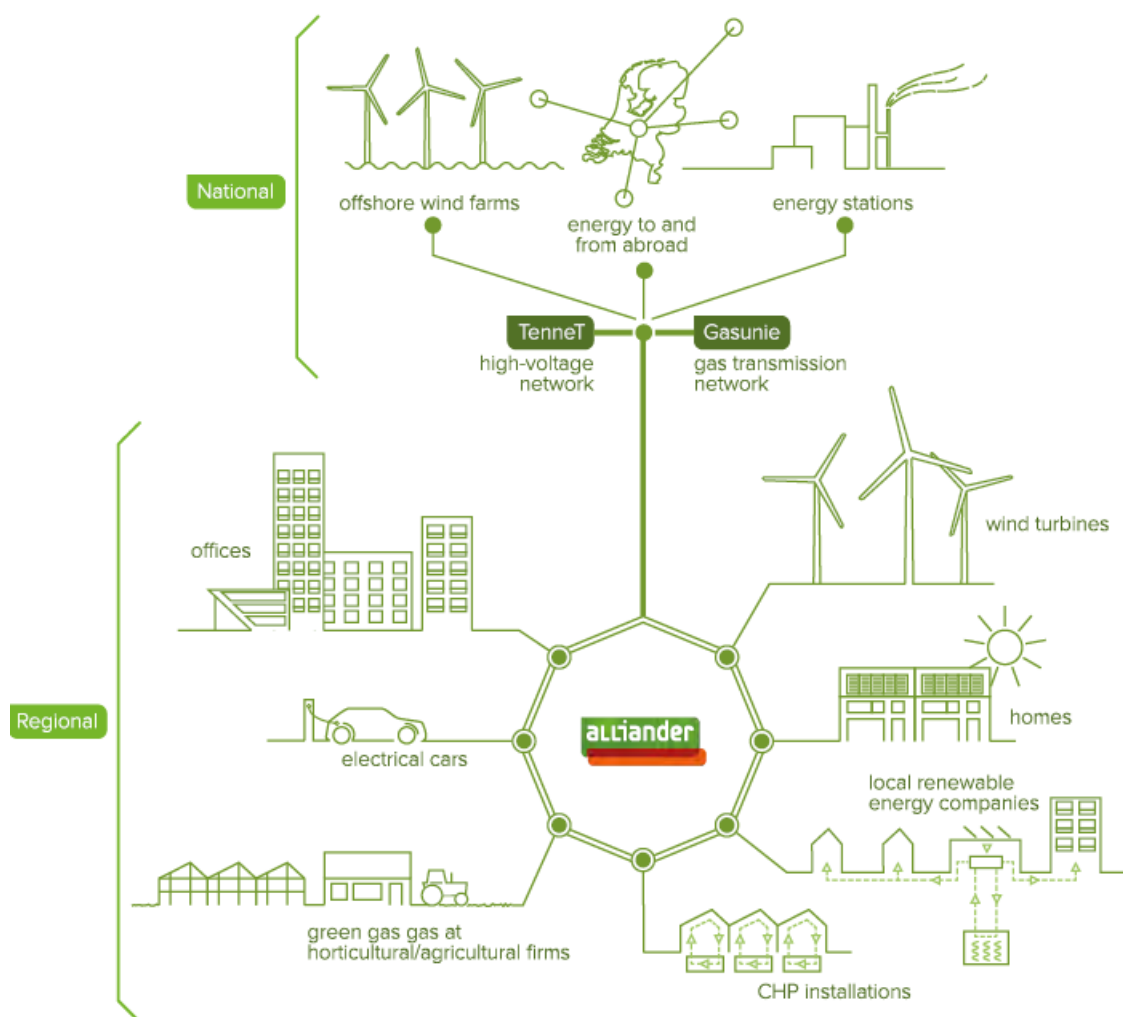 National
offshore wind farms
energy to and
from abroad
energy stations
TenneT
high-voltage
network
Gasunie
gas transmission
network
Regional
offices
wind turbines
electrical cars
alliander
homes
local renewable
energy companies
green gas gas at
horticultural/agricultural firms
CHP installations